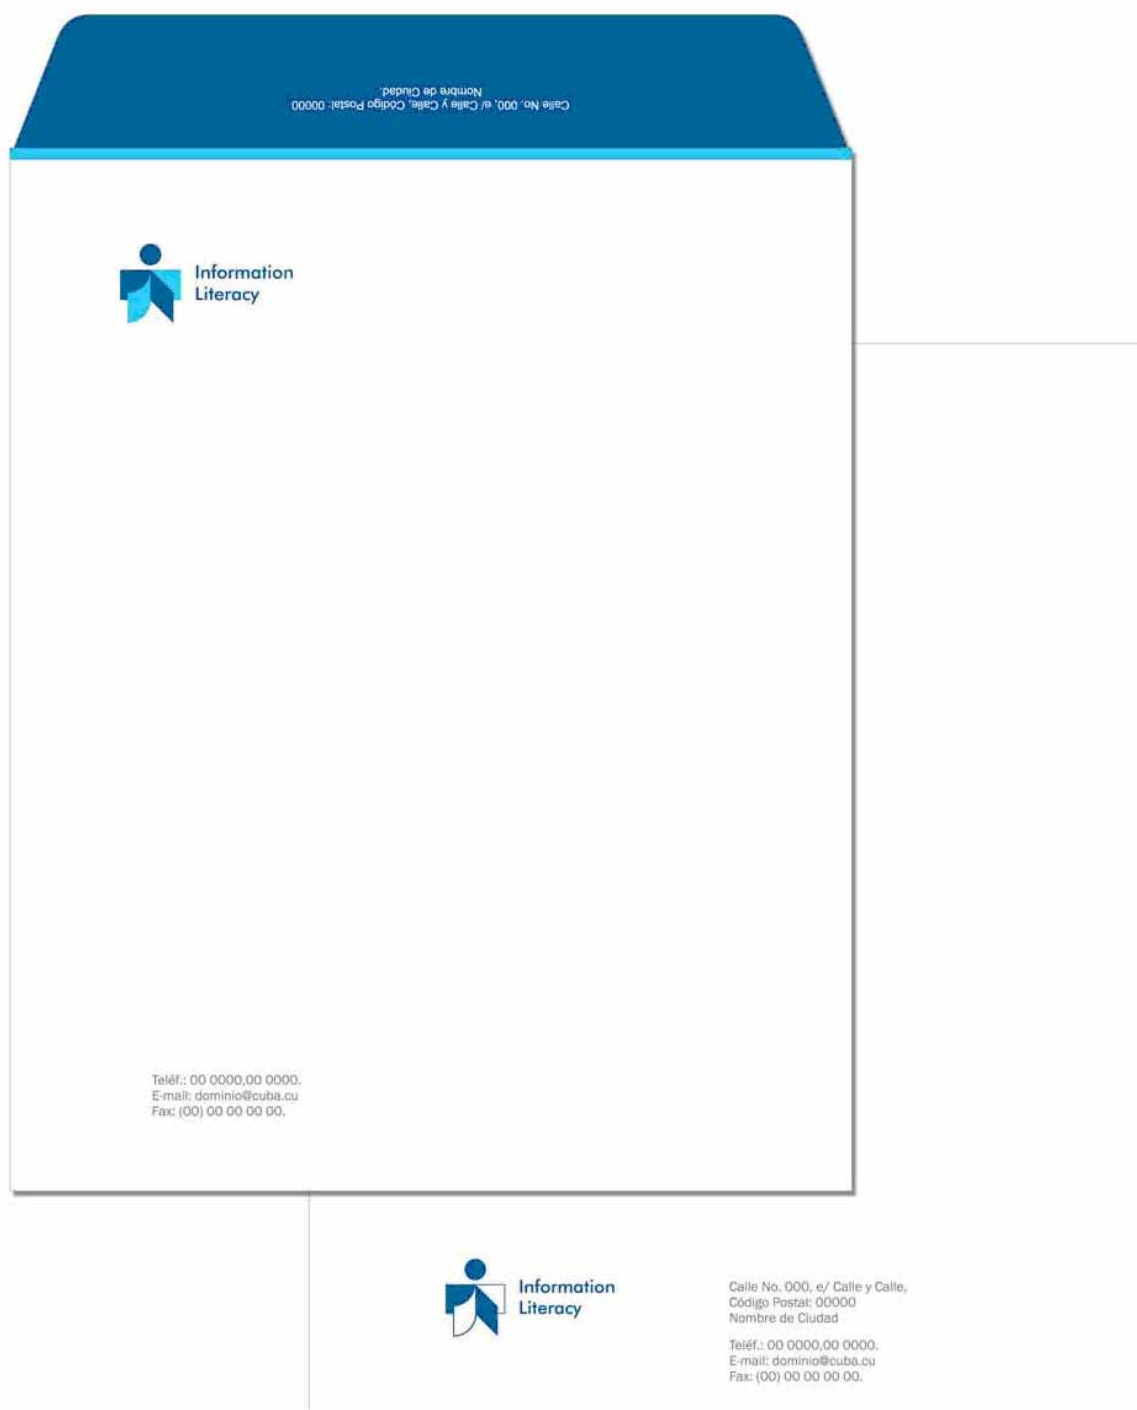 Calle No. 000, e/ Calle y Calle, Código Postal: 00000
Nombre de Ciudad.
Information
Literacy
Teléf.: 00 0000,00 0000.
E-mail: dominio@cuba.cu
Fax: (00) 00 00 00 00.
Information
Literacy
Calle No. 000, e/ Calle y Calle,
Código Postal: 00000
Nombre de Ciudad
Teléf.: 00 0000,00 0000.
E-mail: dominio@cuba.cu
Fax: (00) 00 00 00 00.